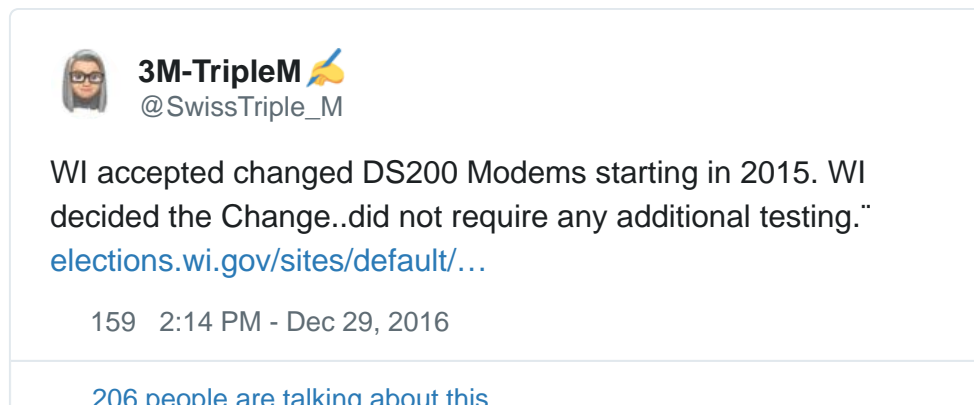 3M-TripleM✍️
@SwissTriple_M
WI accepted changed DS200 Modems starting in 2015. WI
decided the Change..did not require any additional testing.¨
elections.wi.gov/sites/default/…
159 2:14 PM - Dec 29, 2016
206 people are talking about this